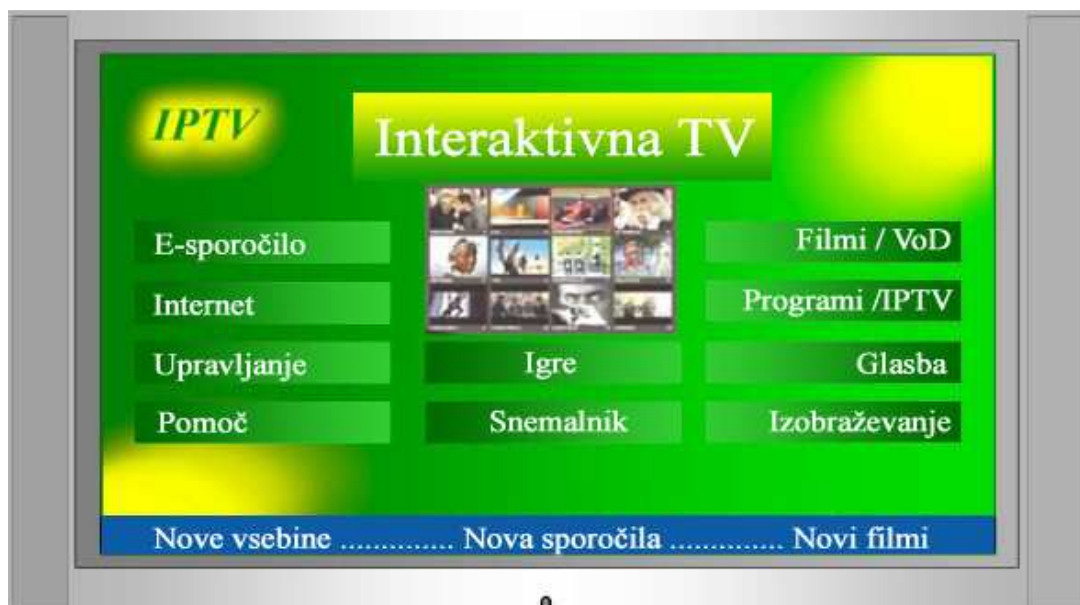 IPTV
Interaktivna TV
E-sporočilo
Internet
Upravljanje
Pomoč
Igre
Snemalnik
Filmi / VoD
Programi /IPTV
Glasba
Izobraževanje
Nove vsebine .............. Nova sporočila .............. Novi filmi